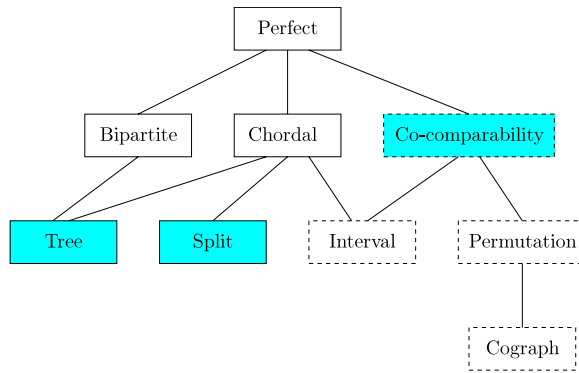 Perfect
Bipartite
Chordal
Co-comparability
Tree
Split
Interval
Permutation
Cograph